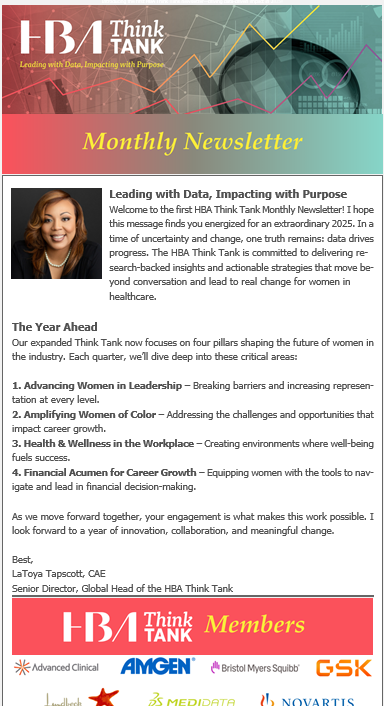 HBA Think
TANK
Leading with Data, Impacting with Purpose
Monthly Newsletter
Leading with Data, Impacting with Purpose
Welcome to the first HBA Think Tank Monthly Newsletter! I hope
this message finds you energized for an extraordinary 2025. In a
time of uncertainty and change, one truth remains: data drives
progress. The HBA Think Tank is committed to delivering re-
search-backed insights and actionable strategies that move be-
yond conversation and lead to real change for women in
healthcare.
The Year Ahead
Our expanded Think Tank now focuses on four pillars shaping the future of women in
the industry. Each quarter, we'll dive deep into these critical areas:
1. Advancing Women in Leadership – Breaking barriers and increasing represen-
tation at every level.
2. Amplifying Women of Color – Addressing the challenges and opportunities that
impact career growth.
3. Health & Wellness in the Workplace – Creating environments where well-being
fuels success.
4. Financial Acumen for Career Growth – Equipping women with the tools to nav-
igate and lead in financial decision-making.
As we move forward together, your engagement is what makes this work possible. I
look forward to a year of innovation, collaboration, and meaningful change.
Best,
LaToya Tapscott, CAE
Senior Director, Global Head of the HBA Think Tank
HBA Think
TANK Members
Advanced Clinical AMGEN® Bristol Myers Squibb™ GSK
Lundbeck MEDIDATA NOVARTIS